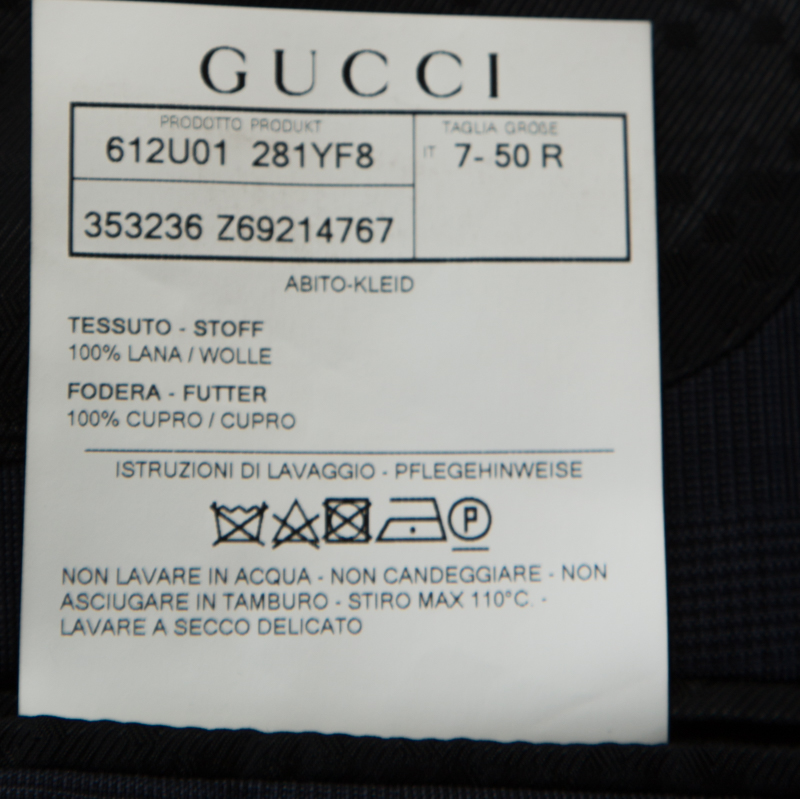 GUCCI
PRODOTTO PRODUKT
612U01 281YF8
TAGLIA GRÖSE
IT 7- 50 R
353236 Z69214767
ABITO-KLEID
TESSUTO - STOFF
100% LANA / WOLLE
FODERA - FUTTER
100% CUPRO / CUPRO
ISTRUZIONI DI LAVAGGIO - PFLEGEHINWEISE
P
NON LAVARE IN ACQUA - NON CANDEGGIARE - NON
ASCIUGARE IN TAMBURO - STIRO MAX 110°C. -
LAVARE A SECCO DELICATO